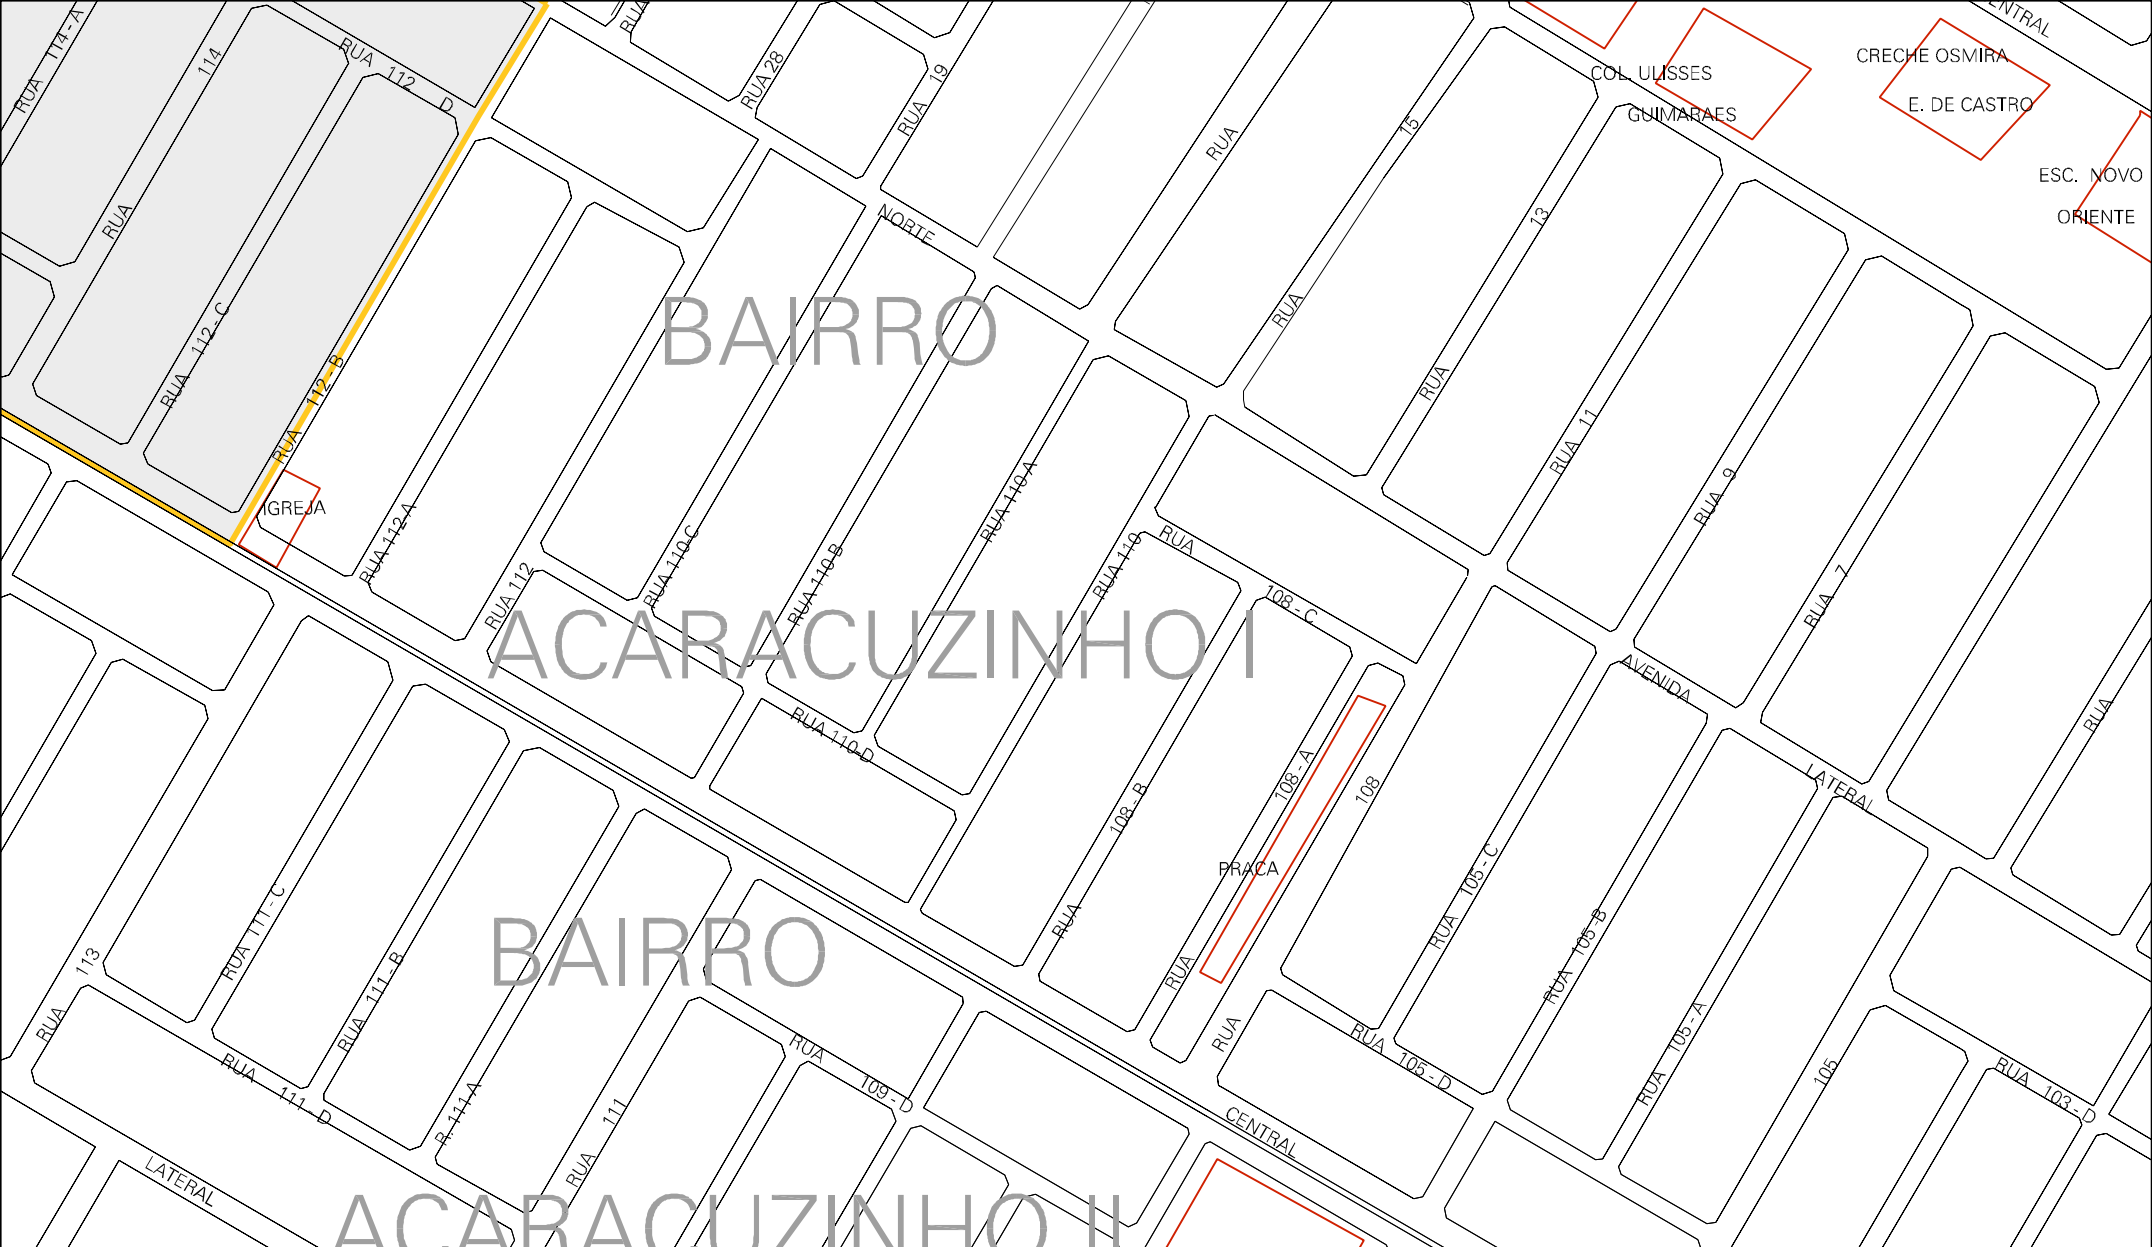 CENTRAL
RUA 114-A
114
RUA
RUA 112 D
RUA
RUA 28
RUA 19
RUA
15
RUA
COL. ULISSES
GUIMARAES
CRECHE OSMIRA
E. DE CASTRO
ESC. NOVO
ORIENTE
NORTE
13
RUA
BAIRRO
RUA 112 - C
RUA 112 - B
IGREJA
RUA 112-A
RUA 112
RUA 110-C
RUA 110-B
RUA 110-A
RUA 110
RUA 11
RUA 9
RUA 7
RUA
RUA 108 - C
ACARACUZINHO I
AVENIDA
LATERAL
RUA 110-D
RUA 108 - B
RUA 108 - A
RUA 108
PRACA
RUA 105 - C
RUA 105 - B
RUA 105 - A
105
BAIRRO
RUA 113
RUA 111 - C
RUA 111 - B
R. 111-A
RUA 111
RUA 111 - D
RUA 109 - D
RUA 105 - D
RUA 103 - D
CENTRAL
LATERAL
ACARACUZINHO II